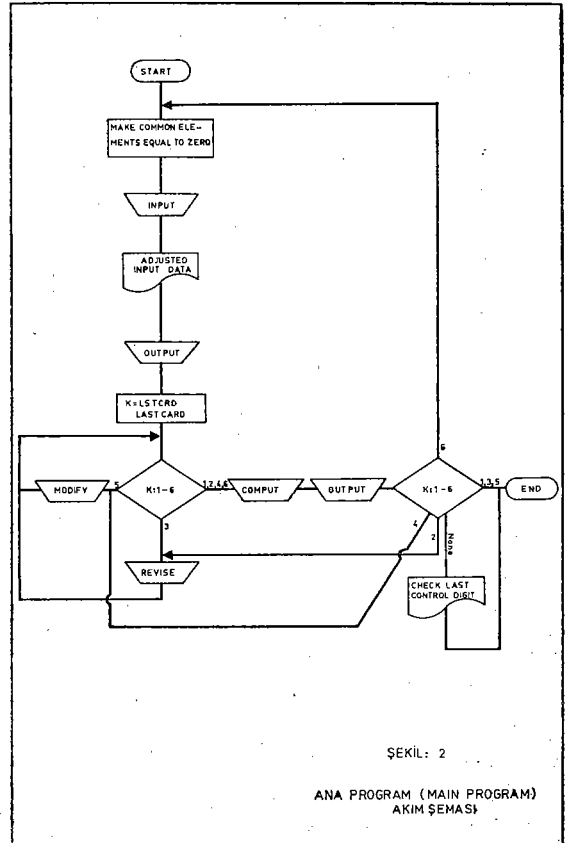 START
MAKE COMMON ELE-
MENTS EQUAL TO ZERO
INPUT
ADJUSTED
INPUT DATA
OUTPUT
K=LSTCRD
LAST CARD
MODIFY
5
K:1-6
1,2,4,6
COMPUT
OUTPUT
6
K:1-6
1,3,5
END
3
4
2
None
REVISE
CHECK LAST
CONTROL DIGIT
ŞEKİL: 2
ANA PROGRAM (MAIN PROGRAM)
AKIM ŞEMASI